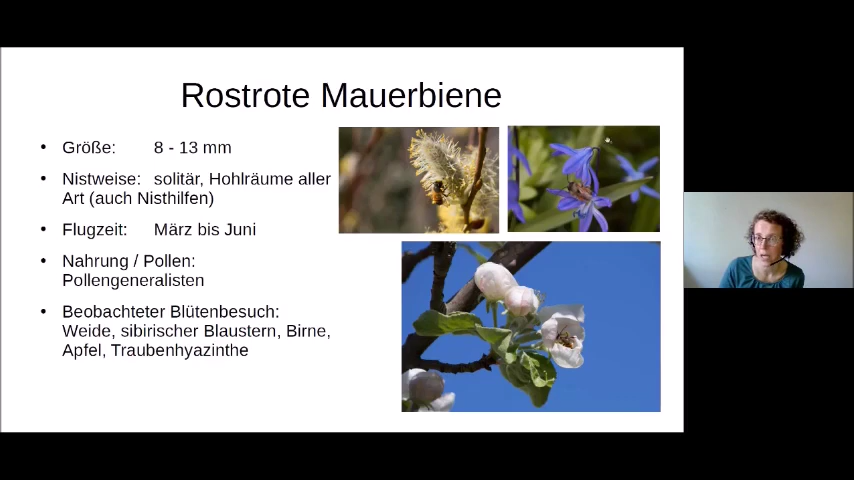 Rostrote Mauerbiene
• Größe: 8 - 13 mm
• Nistweise: solitär, Hohlräume aller
Art (auch Nisthilfen)
• Flugzeit: März bis Juni
• Nahrung / Pollen:
Pollengeneralisten
• Beobachteter Blütenbesuch:
Weide, sibirischer Blaustern, Birne,
Apfel, Traubenhyazinthe